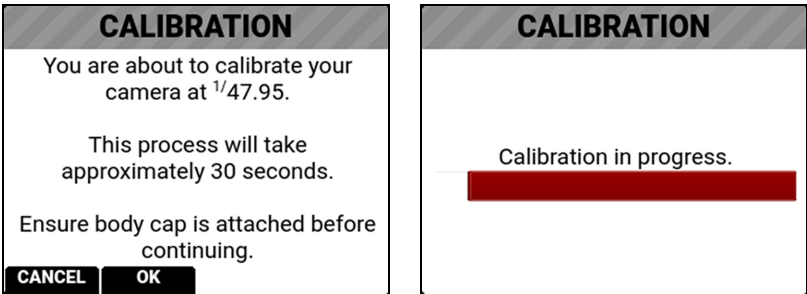 CALIBRATION
You are about to calibrate your
camera at 1/47.95.
This process will take
approximately 30 seconds.
Ensure body cap is attached before
continuing.
CANCEL OK
CALIBRATION
Calibration in progress.